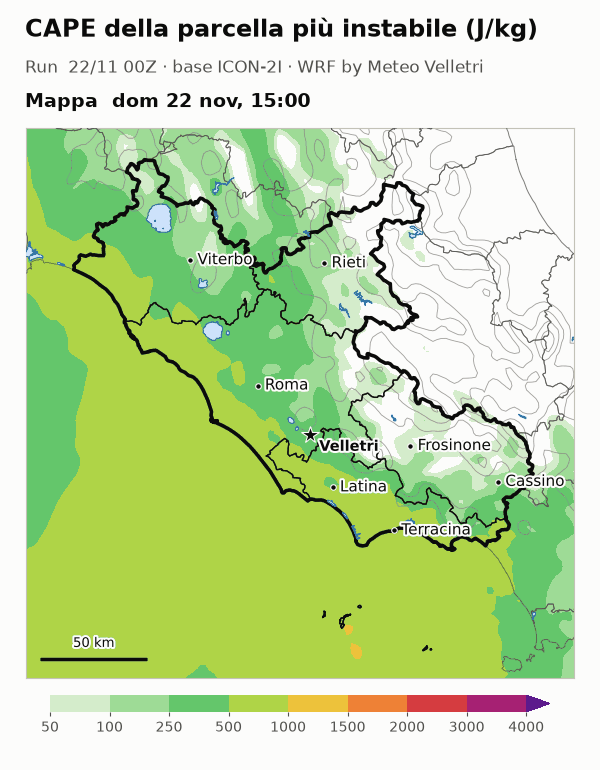 CAPE della parcella più instabile (J/kg)
Run  22/11 00Z · base ICON-2I · WRF by Meteo Velletri
Mappa  dom 22 nov, 15:00
Viterbo
Rieti
Roma
Velletri
Frosinone
Cassino
Latina
Terracina
50 km
50 100 250 500 1000 1500 2000 3000 4000